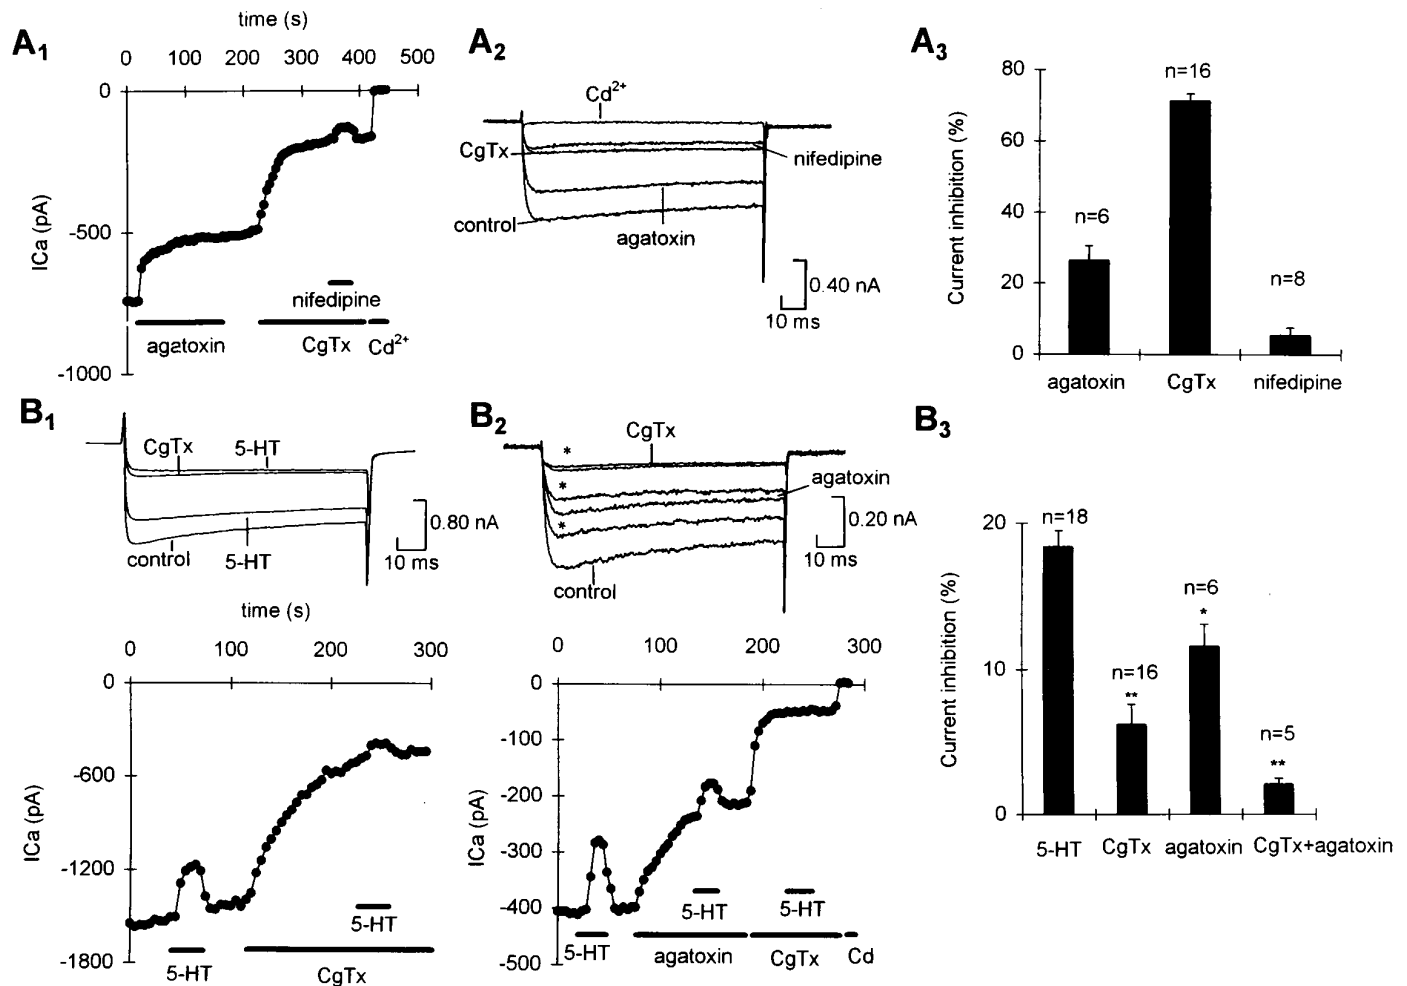 A1
time (s)
0 100 200 300 400 500
0
-500
-1000
ICa (pA)
nifedipine
agatoxin CgTx Cd2+
A2
Cd2+
CgTx
nifedipine
control
agatoxin
0.40 nA
10 ms
A3
80
60
40
20
0
Current inhibition (%)
n=6
n=16
n=8
agatoxin CgTx nifedipine
B1
CgTx 5-HT
control 5-HT
0.80 nA
10 ms
time (s)
0 100 200 300
0
-600
-1200
-1800
ICa (pA)
5-HT
5-HT CgTx
B2
CgTx
*
*
*
agatoxin
control
0.20 nA
10 ms
0 100 200 300
0
-100
-200
-300
-400
-500
ICa (pA)
5-HT 5-HT
5-HT agatoxin CgTx Cd
B3
20
10
0
Current inhibition (%)
n=18
n=16
**
n=6
*
n=5
**
5-HT CgTx agatoxin CgTx+agatoxin